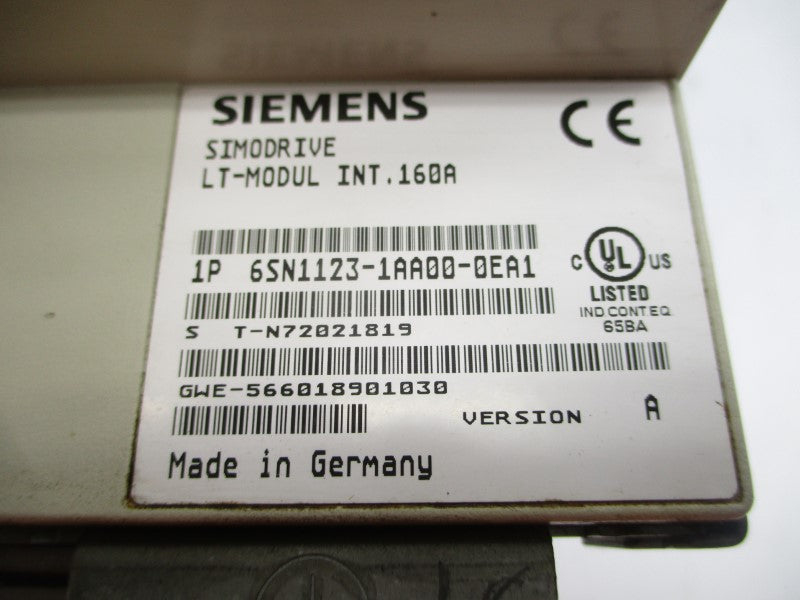 SIEMENS
CE
SIMODRIVE
LT-MODUL INT.160A
1P 6SN1123-1AA00-0EA1
C UL US
LISTED
IND CONT.EQ.
65BA
S T-N72021819
GWE-566018901030
VERSION A
Made in Germany